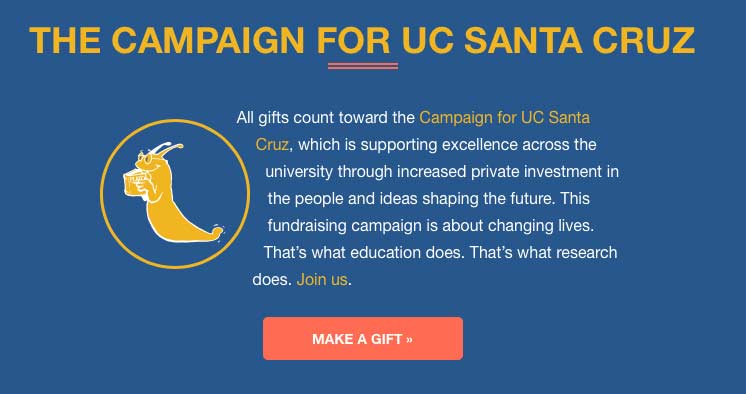 THE CAMPAIGN FOR UC SANTA CRUZ
All gifts count toward the Campaign for UC Santa
Cruz, which is supporting excellence across the
university through increased private investment in
the people and ideas shaping the future. This
fundraising campaign is about changing lives.
That's what education does. That's what research
does. Join us.
MAKE A GIFT »